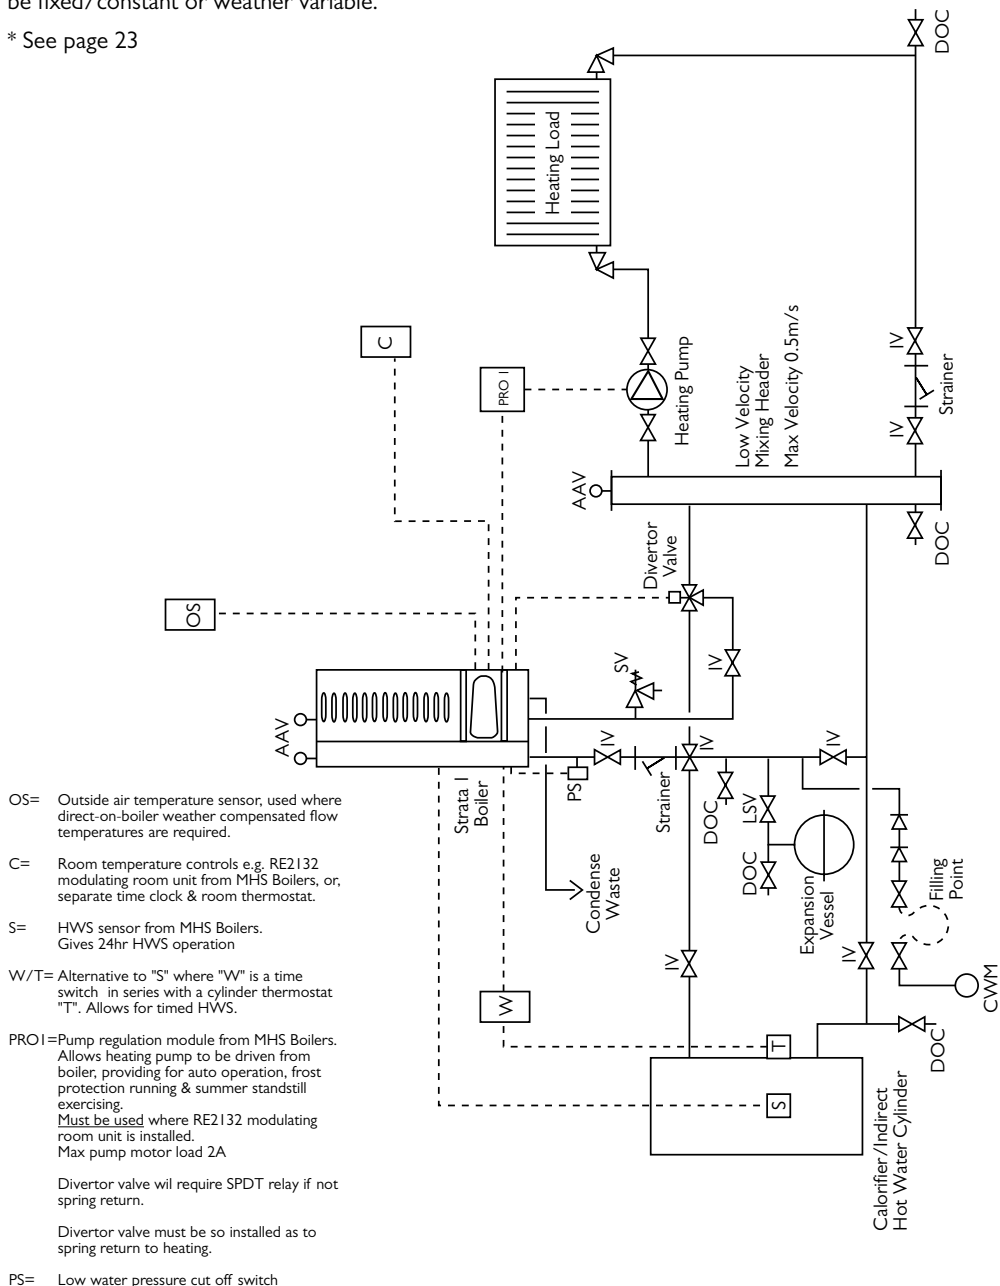 be fixed/constant or weather variable.
* See page 23
DOC
Heating Load
C
PRO 1
Heating Pump
Low Velocity
Mixing Header
Max Velocity 0.5m/s
IV
Strainer
IV
AAV
DOC
OS
Divertor
Valve
SV
IV
AAV
Strata 1
Boiler
PS
IV
Strainer
IV
IV
DOC
LSV
DOC
Expansion
Vessel
Condense
Waste
Filling
Point
IV
IV
CWM
W
T
S
DOC
Calorifier/Indirect
Hot Water Cylinder
OS= Outside air temperature sensor, used where
direct-on-boiler weather compensated flow
temperatures are required.
C= Room temperature controls e.g. RE2132
modulating room unit from MHS Boilers, or,
separate time clock & room thermostat.
S= HWS sensor from MHS Boilers.
Gives 24hr HWS operation
W/T= Alternative to "S" where "W" is a time
switch in series with a cylinder thermostat
"T". Allows for timed HWS.
PRO1=Pump regulation module from MHS Boilers.
Allows heating pump to be driven from
boiler, providing for auto operation, frost
protection running & summer standstill
exercising.
Must be used where RE2132 modulating
room unit is installed.
Max pump motor load 2A
Divertor valve wil require SPDT relay if not
spring return.
Divertor valve must be so installed as to
spring return to heating.
PS= Low water pressure cut off switch